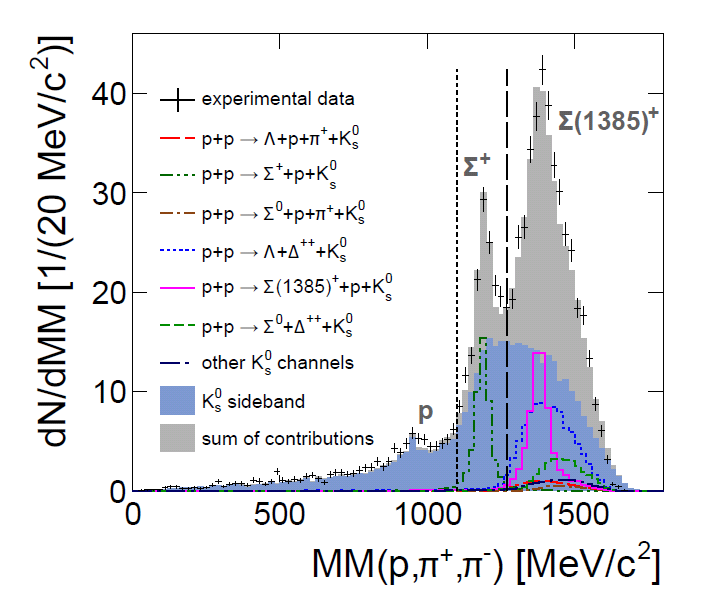 dN/dMM [1/(20 MeV/c²)]
40
30
20
10
0
experimental data
p+p → Λ+p+π⁺+K⁰ₛ
p+p → Σ⁺+p+K⁰ₛ
p+p → Σ⁰+p+π⁺+K⁰ₛ
p+p → Λ+Δ⁺⁺+K⁰ₛ
p+p → Σ(1385)⁺+p+K⁰ₛ
p+p → Σ⁰+Δ⁺⁺+K⁰ₛ
other K⁰ₛ channels
K⁰ₛ sideband
sum of contributions
p
Σ⁺
Σ(1385)⁺
0 500 1000 1500
MM(p,π⁺,π⁻) [MeV/c²]